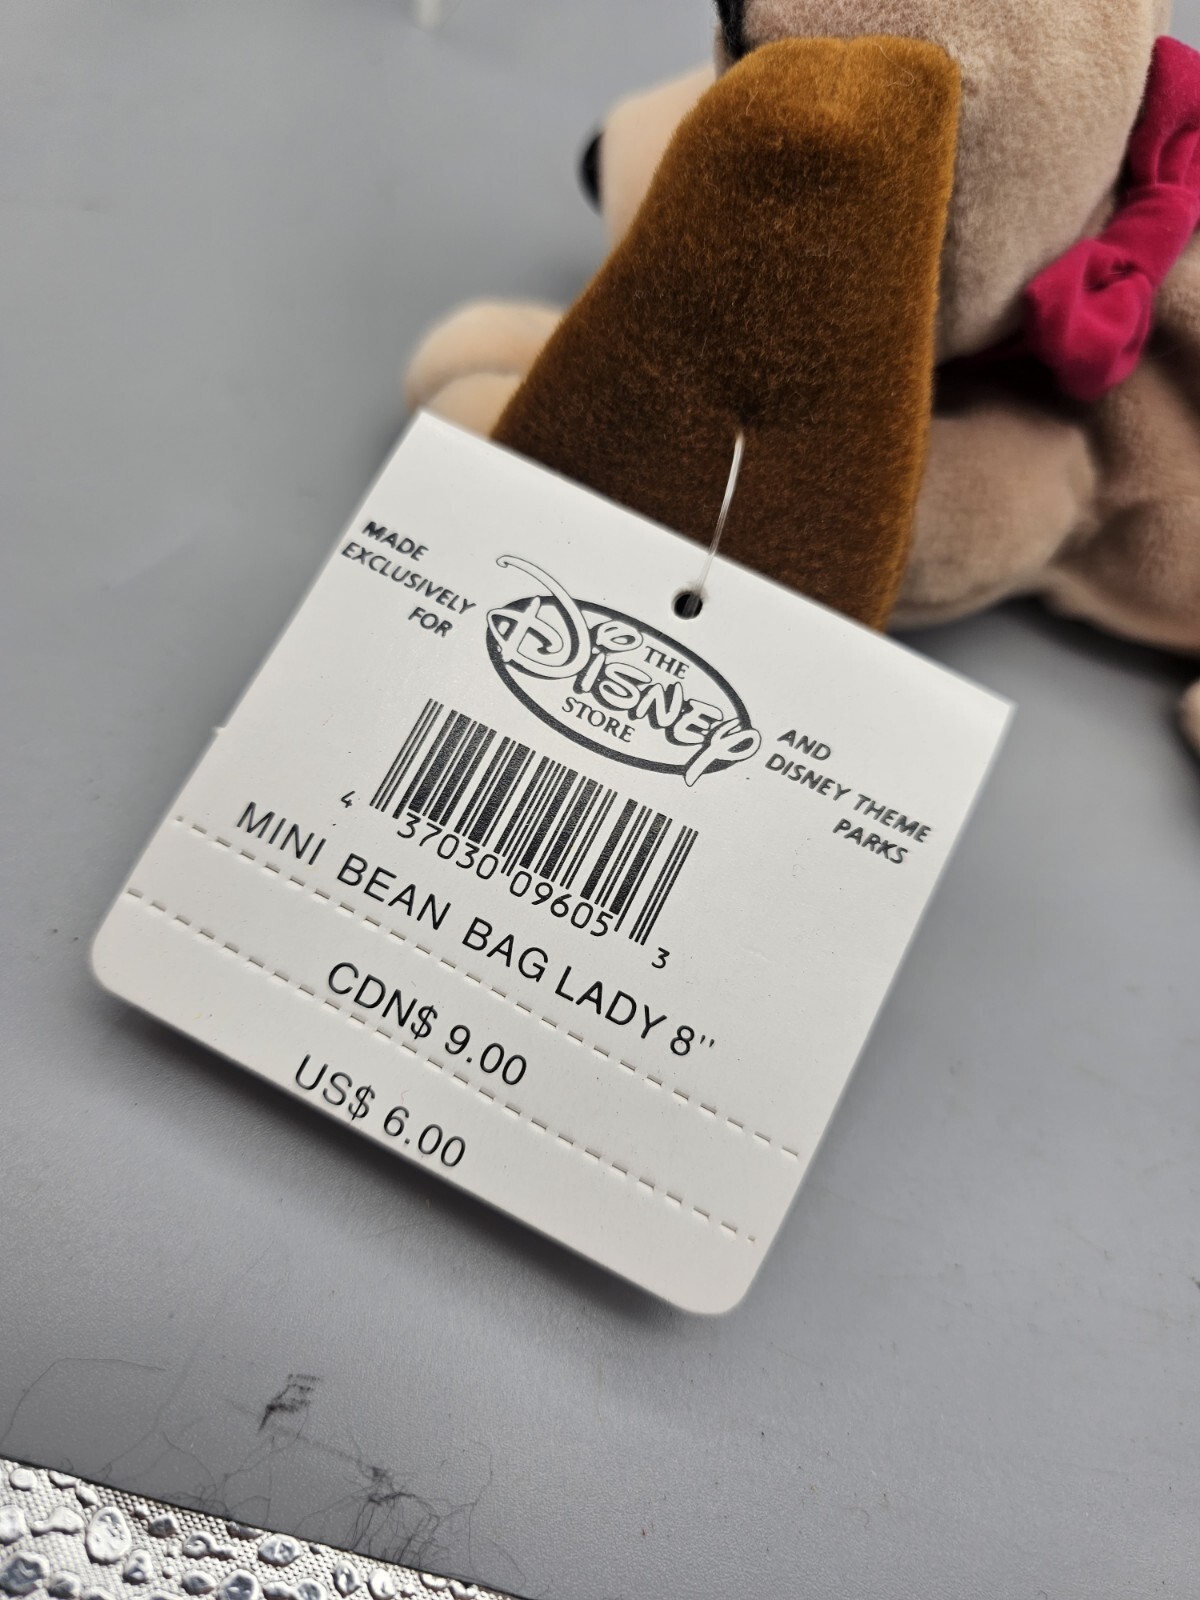 MADE
EXCLUSIVELY
FOR
THE
DISNEY
STORE
AND
DISNEY THEME
PARKS
4 37030 09605 3
MINI BEAN BAG LADY 8"
CDN$ 9.00
US$ 6.00